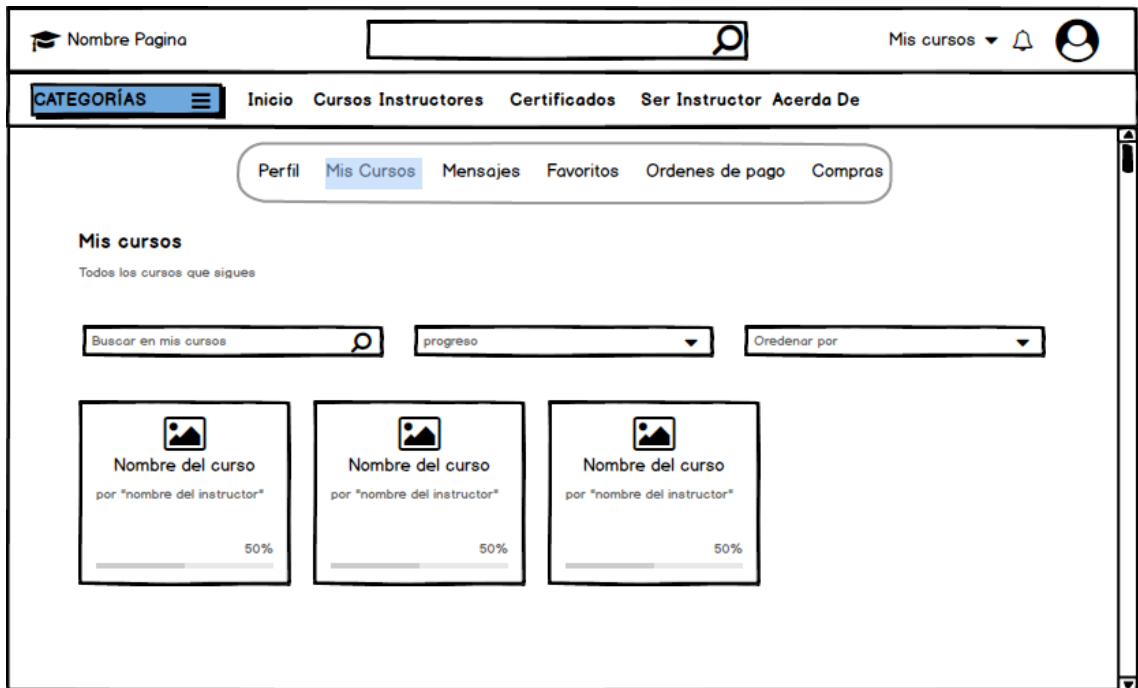 Nombre Pagina
Mis cursos
CATEGORÍAS
Inicio Cursos Instructores Certificados Ser Instructor Acerda De
Perfil Mis Cursos Mensajes Favoritos Ordenes de pago Compras
Mis cursos
Todos los cursos que sigues
Buscar en mis cursos
progreso
Oredenar por
Nombre del curso
por "nombre del instructor"
50%
Nombre del curso
por "nombre del instructor"
50%
Nombre del curso
por "nombre del instructor"
50%